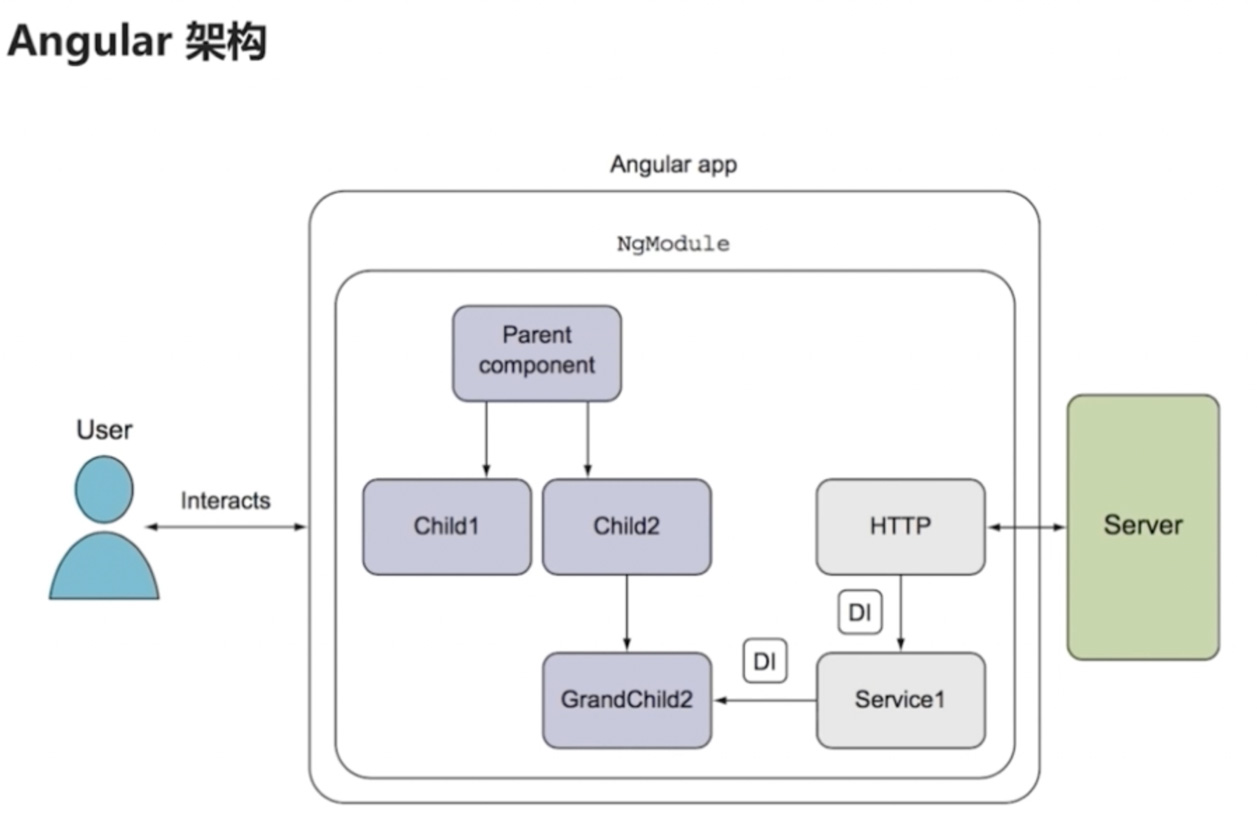 Angular 架构
Angular app
NgModule
Parent
component
User
Interacts
Child1
Child2
HTTP
Server
DI
DI
GrandChild2
Service1